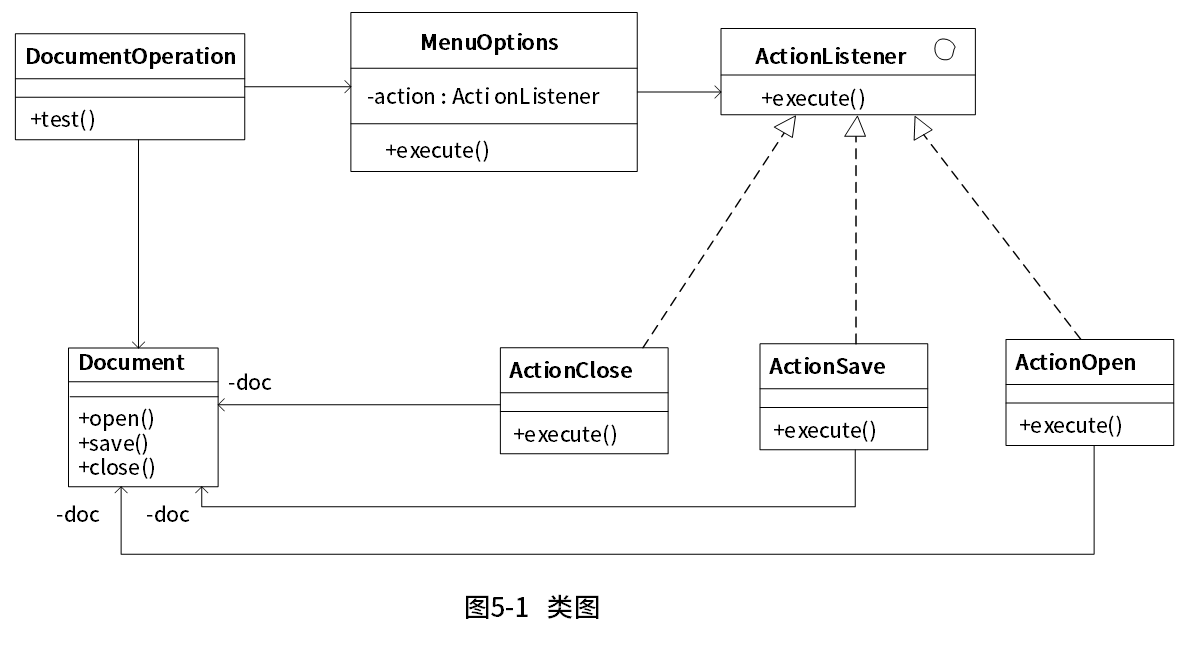 DocumentOperation
+test()
MenuOptions
-action : ActionListener
+execute()
ActionListener
+execute()
Document
+open()
+save()
+close()
-doc
ActionClose
+execute()
ActionSave
+execute()
ActionOpen
+execute()
-doc
-doc
图5-1 类图